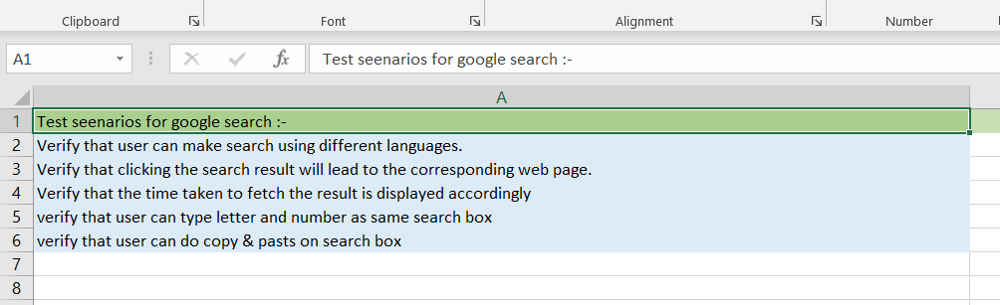 Clipboard Font Alignment Number
A1 fx Test seenarios for google search :-
A
1 Test seenarios for google search :-
2 Verify that user can make search using different languages.
3 Verify that clicking the search result will lead to the corresponding web page.
4 Verify that the time taken to fetch the result is displayed accordingly
5 verify that user can type letter and number as same search box
6 verify that user can do copy & pasts on search box
7
8